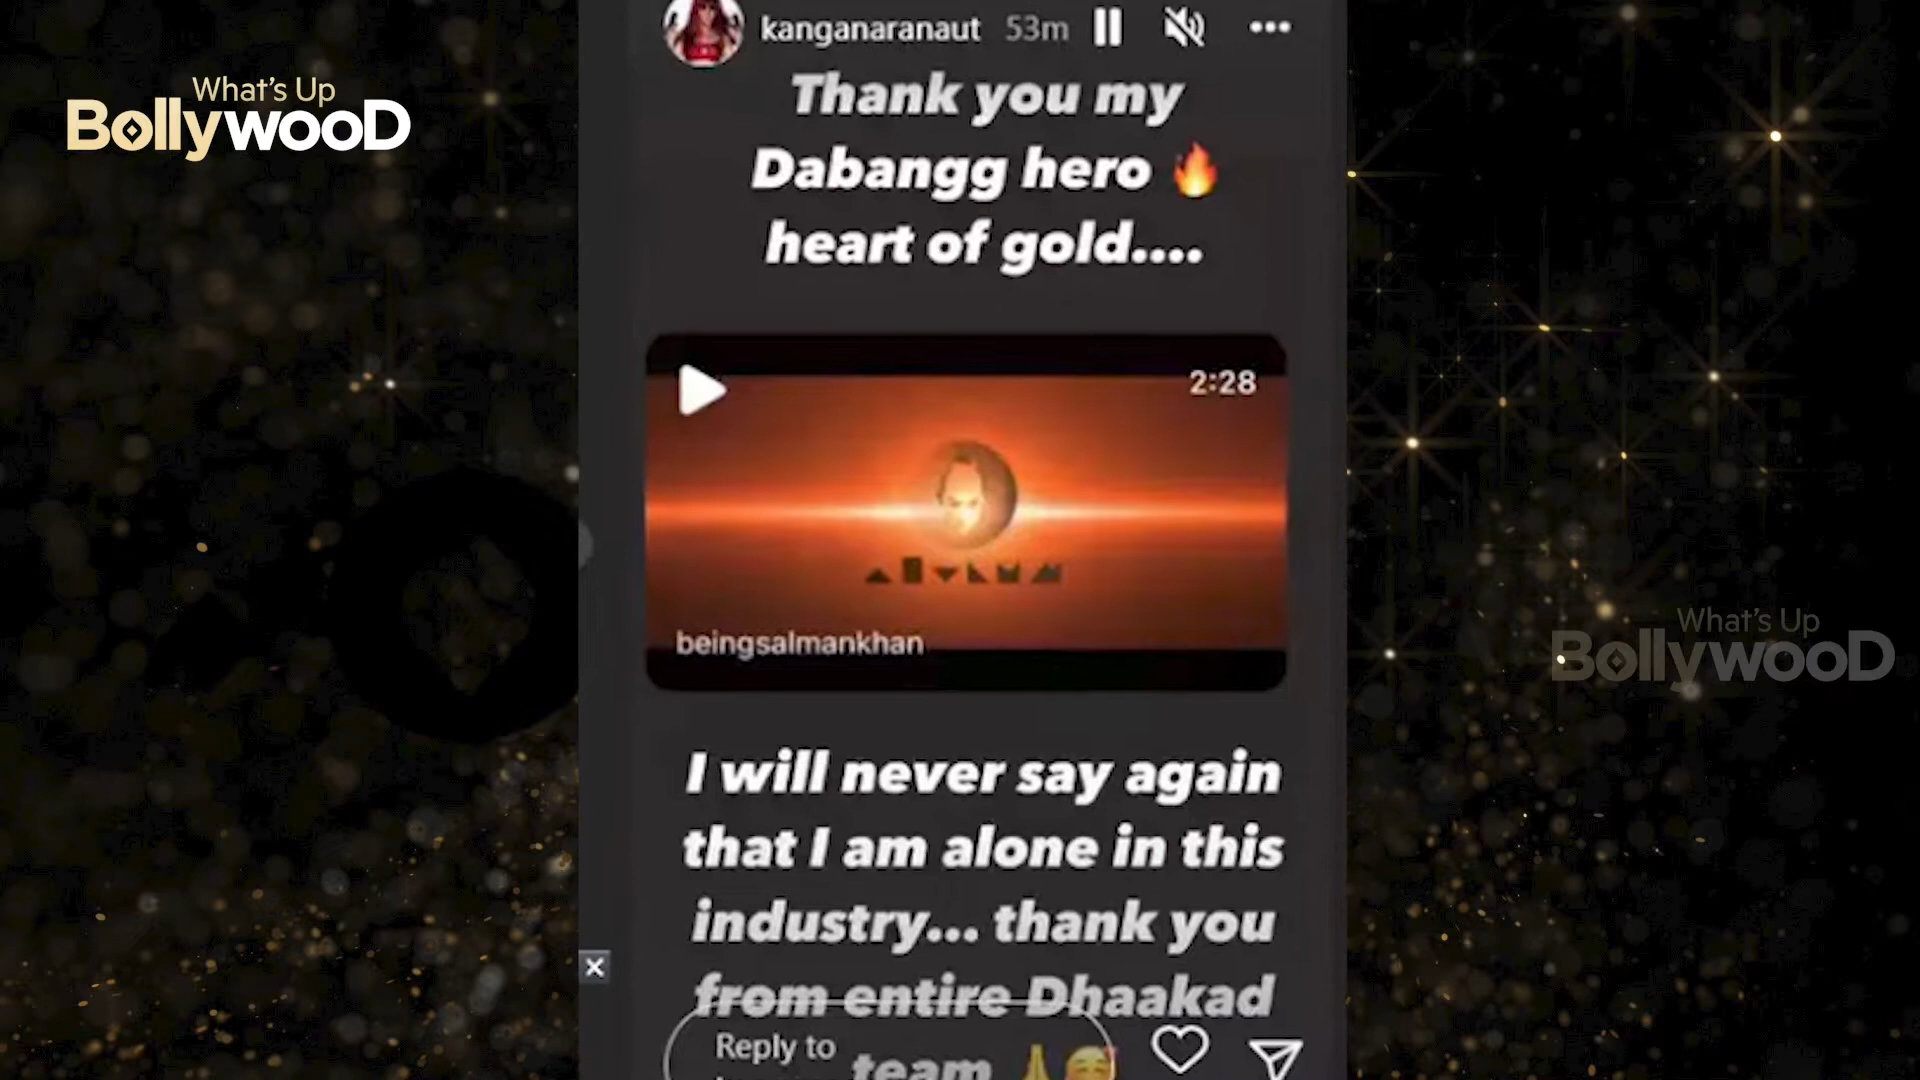 What's Up
BollywooD
kanganaranaut 53m
Thank you my
Dabangg hero 🔥
heart of gold....
2:28
beingsalmankhan
What's Up
BollywooD
I will never say again
that I am alone in this
industry... thank you
from entire Dhaakad
Reply to
team 🙏🥰